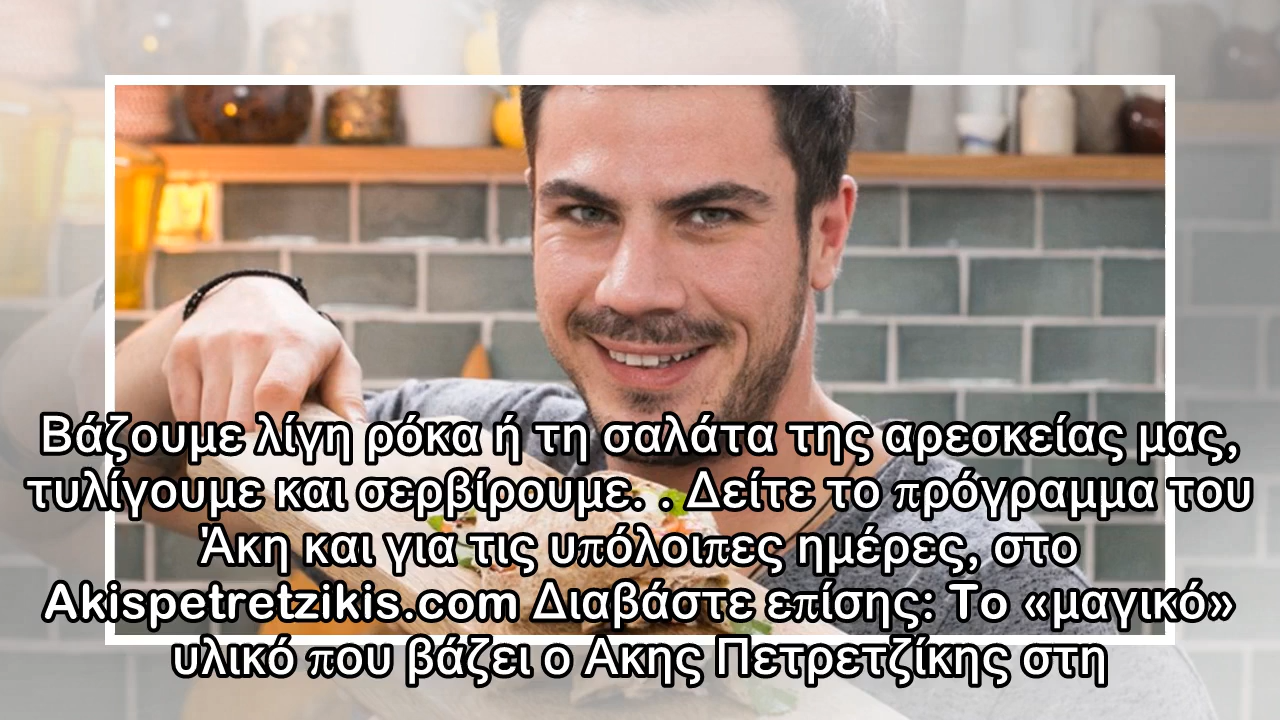 Βάζουμε λίγη ρόκα ή τη σαλάτα της αρεσκείας μας,
τυλίγουμε και σερβίρουμε. . Δείτε το πρόγραμμα του
Άκη και για τις υπόλοιπες ημέρες, στο
Akispetretzikis.com Διαβάστε επίσης: Το «μαγικό»
υλικό που βάζει ο Ακης Πετρετζίκης στη